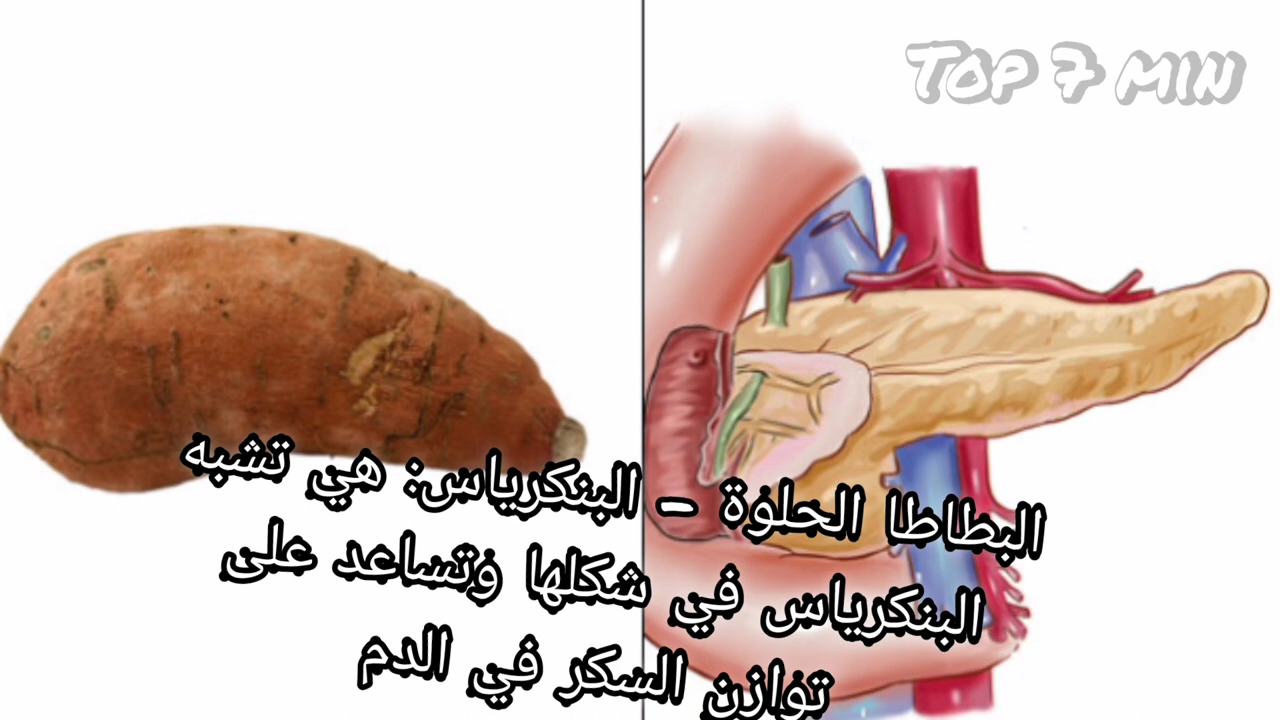 TOP 7 MIN
البطاطا الحلوة - البنكرياس: هي تشبه
البنكرياس في شكلها وتساعد على
توازن السكر في الدم